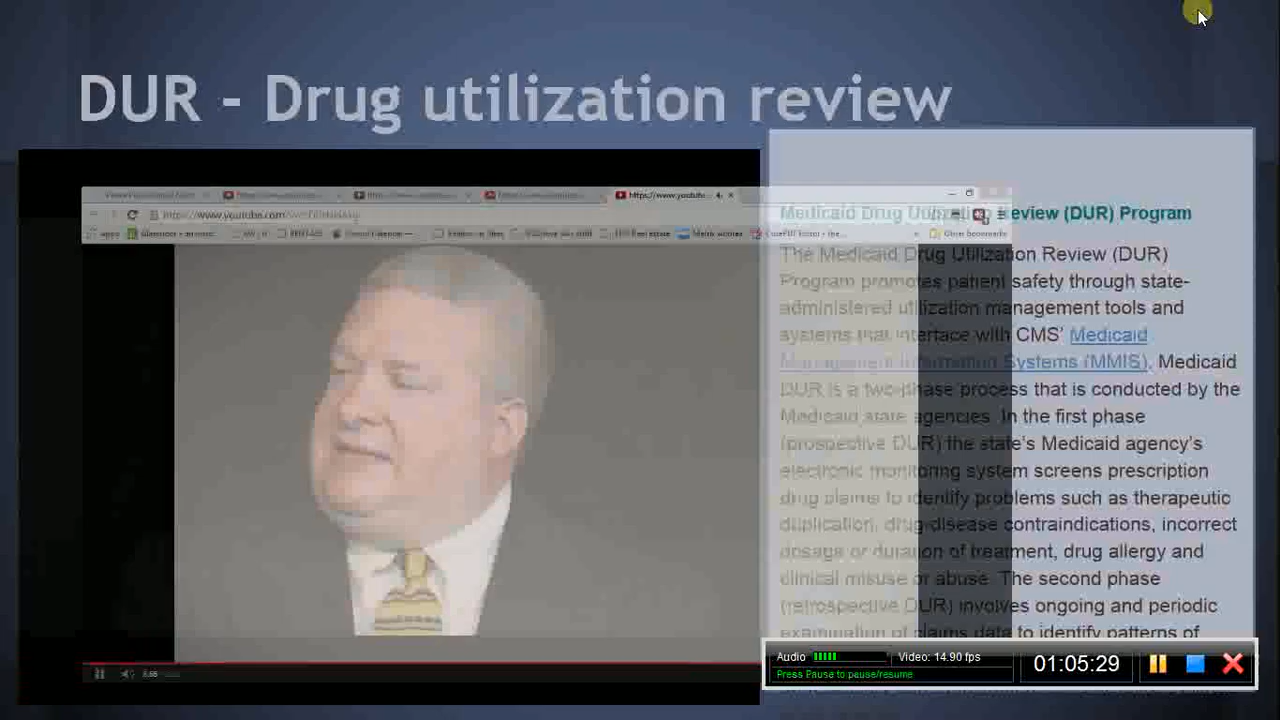 DUR - Drug utilization review
https://www.youtube.com/
Medicaid Drug Utilization Review (DUR) Program
The Medicaid Drug Utilization Review (DUR)
Program promotes patient safety through state-
administered utilization management tools and
systems that interface with CMS’ Medicaid
Management Information Systems (MMIS). Medicaid
DUR is a two-phase process that is conducted by the
Medicaid state agencies. In the first phase
(prospective DUR) the state’s Medicaid agency’s
electronic monitoring system screens prescription
drug claims to identify problems such as therapeutic
duplication, drug-disease contraindications, incorrect
dosage or duration of treatment, drug allergy and
clinical misuse or abuse. The second phase
(retrospective DUR) involves ongoing and periodic
examination of claims data to identify patterns of
Audio
Video: 14.90 fps
01:05:29
Press Pause to pause/resume